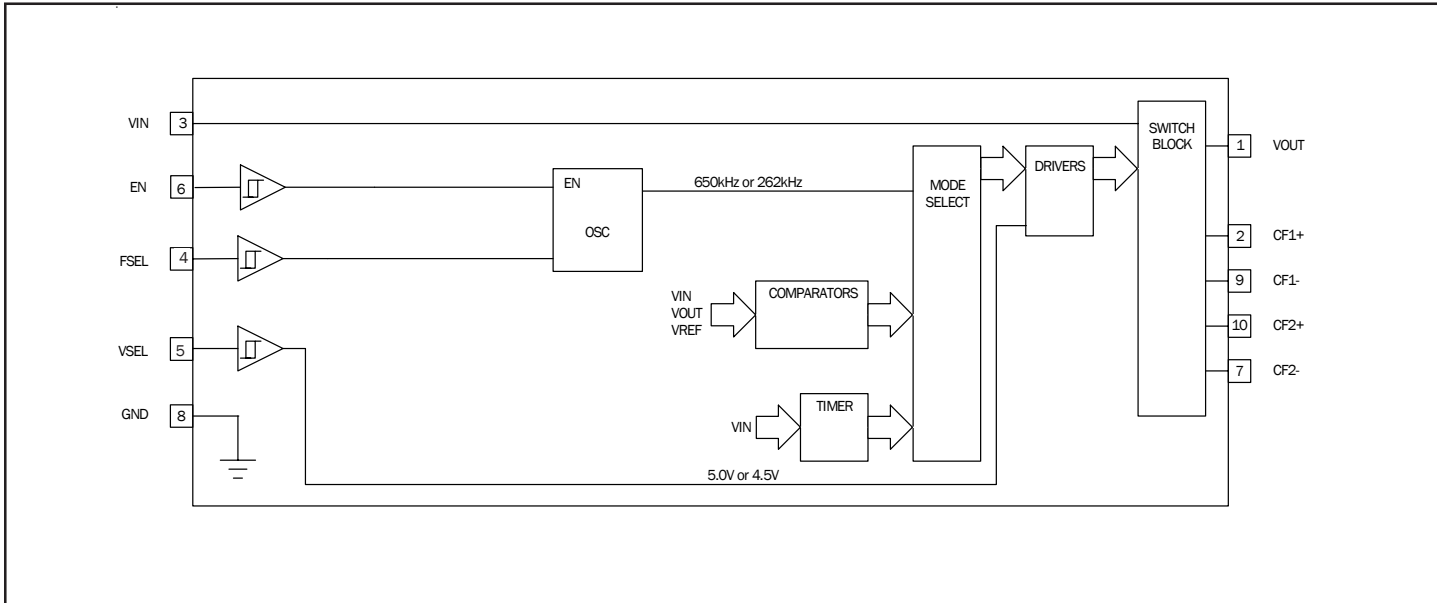 VIN 3
EN 6
FSEL 4
VSEL 5
GND 8
EN
OSC
650kHz or 262kHz
VIN
VOUT
VREF
COMPARATORS
VIN
TIMER
5.0V or 4.5V
MODE
SELECT
DRIVERS
SWITCH
BLOCK
1 VOUT
2 CF1+
9 CF1-
10 CF2+
7 CF2-